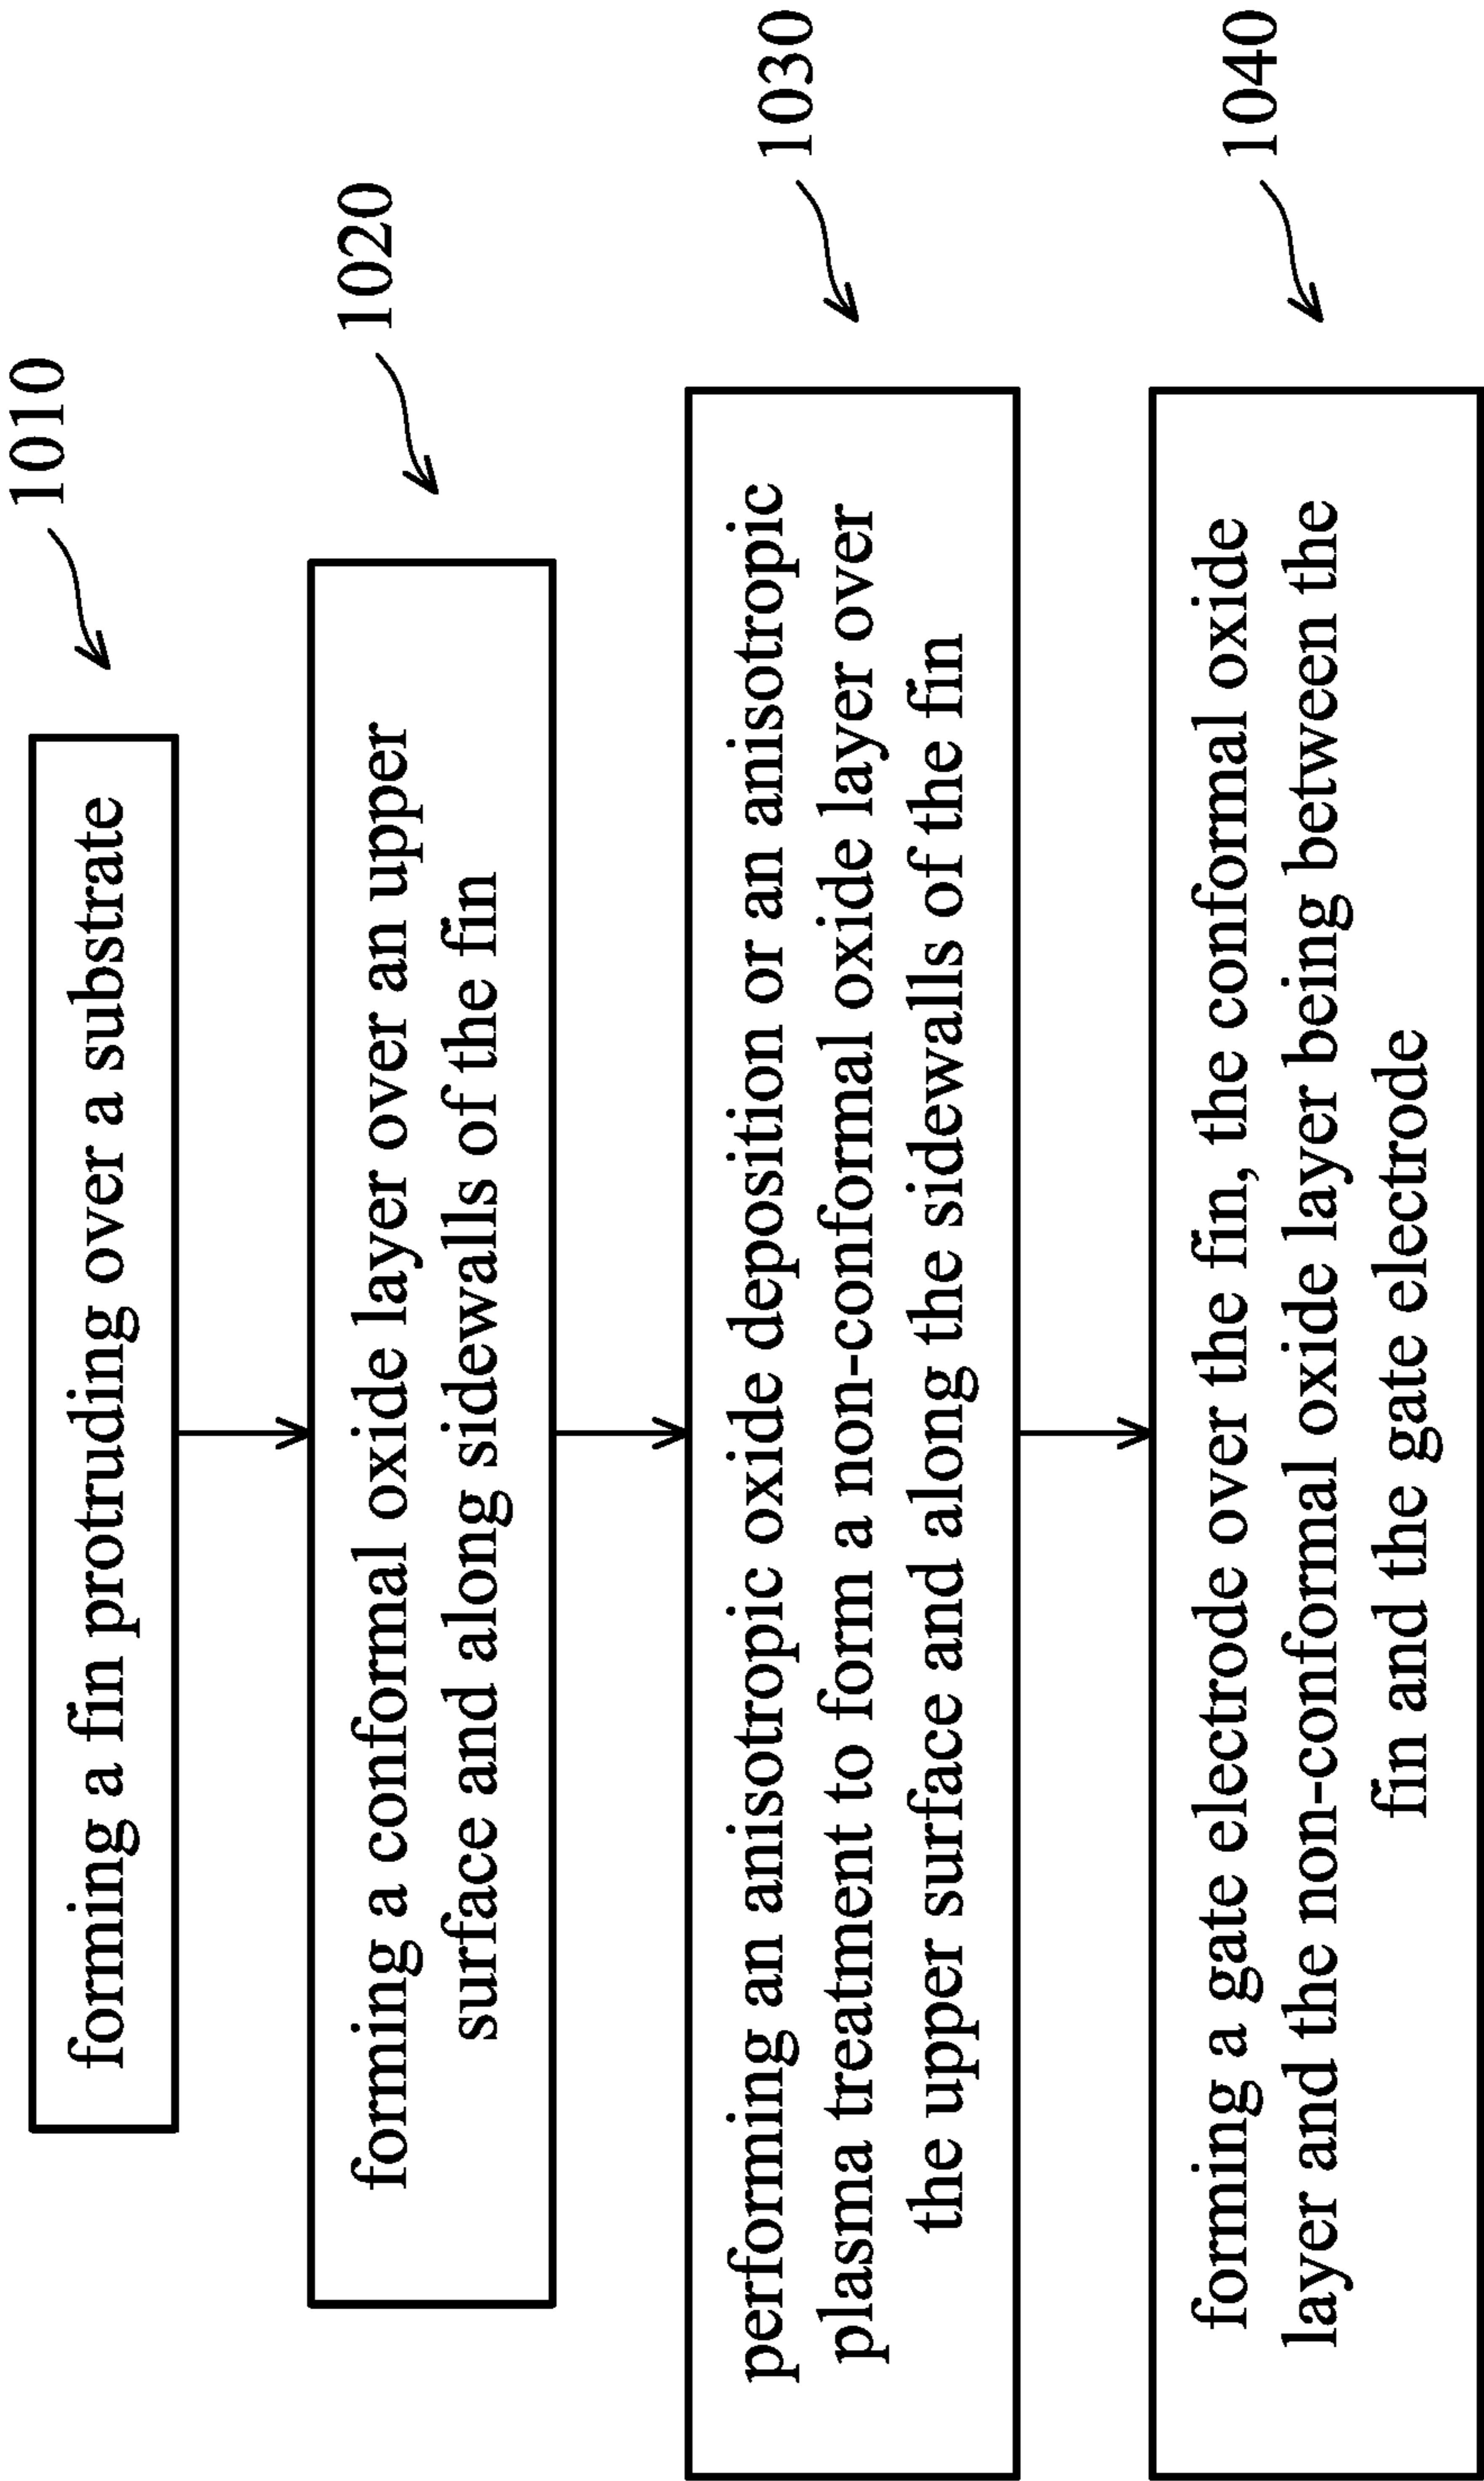 forming a fin protruding over a substrate
1010
forming a conformal oxide layer over an upper
surface and along sidewalls of the fin
1020
performing an anisotropic oxide deposition or an anisotropic
plasma treatment to form a non-conformal oxide layer over
the upper surface and along the sidewalls of the fin
1030
forming a gate electrode over the fin, the conformal oxide
layer and the non-conformal oxide layer being between the
fin and the gate electrode
1040